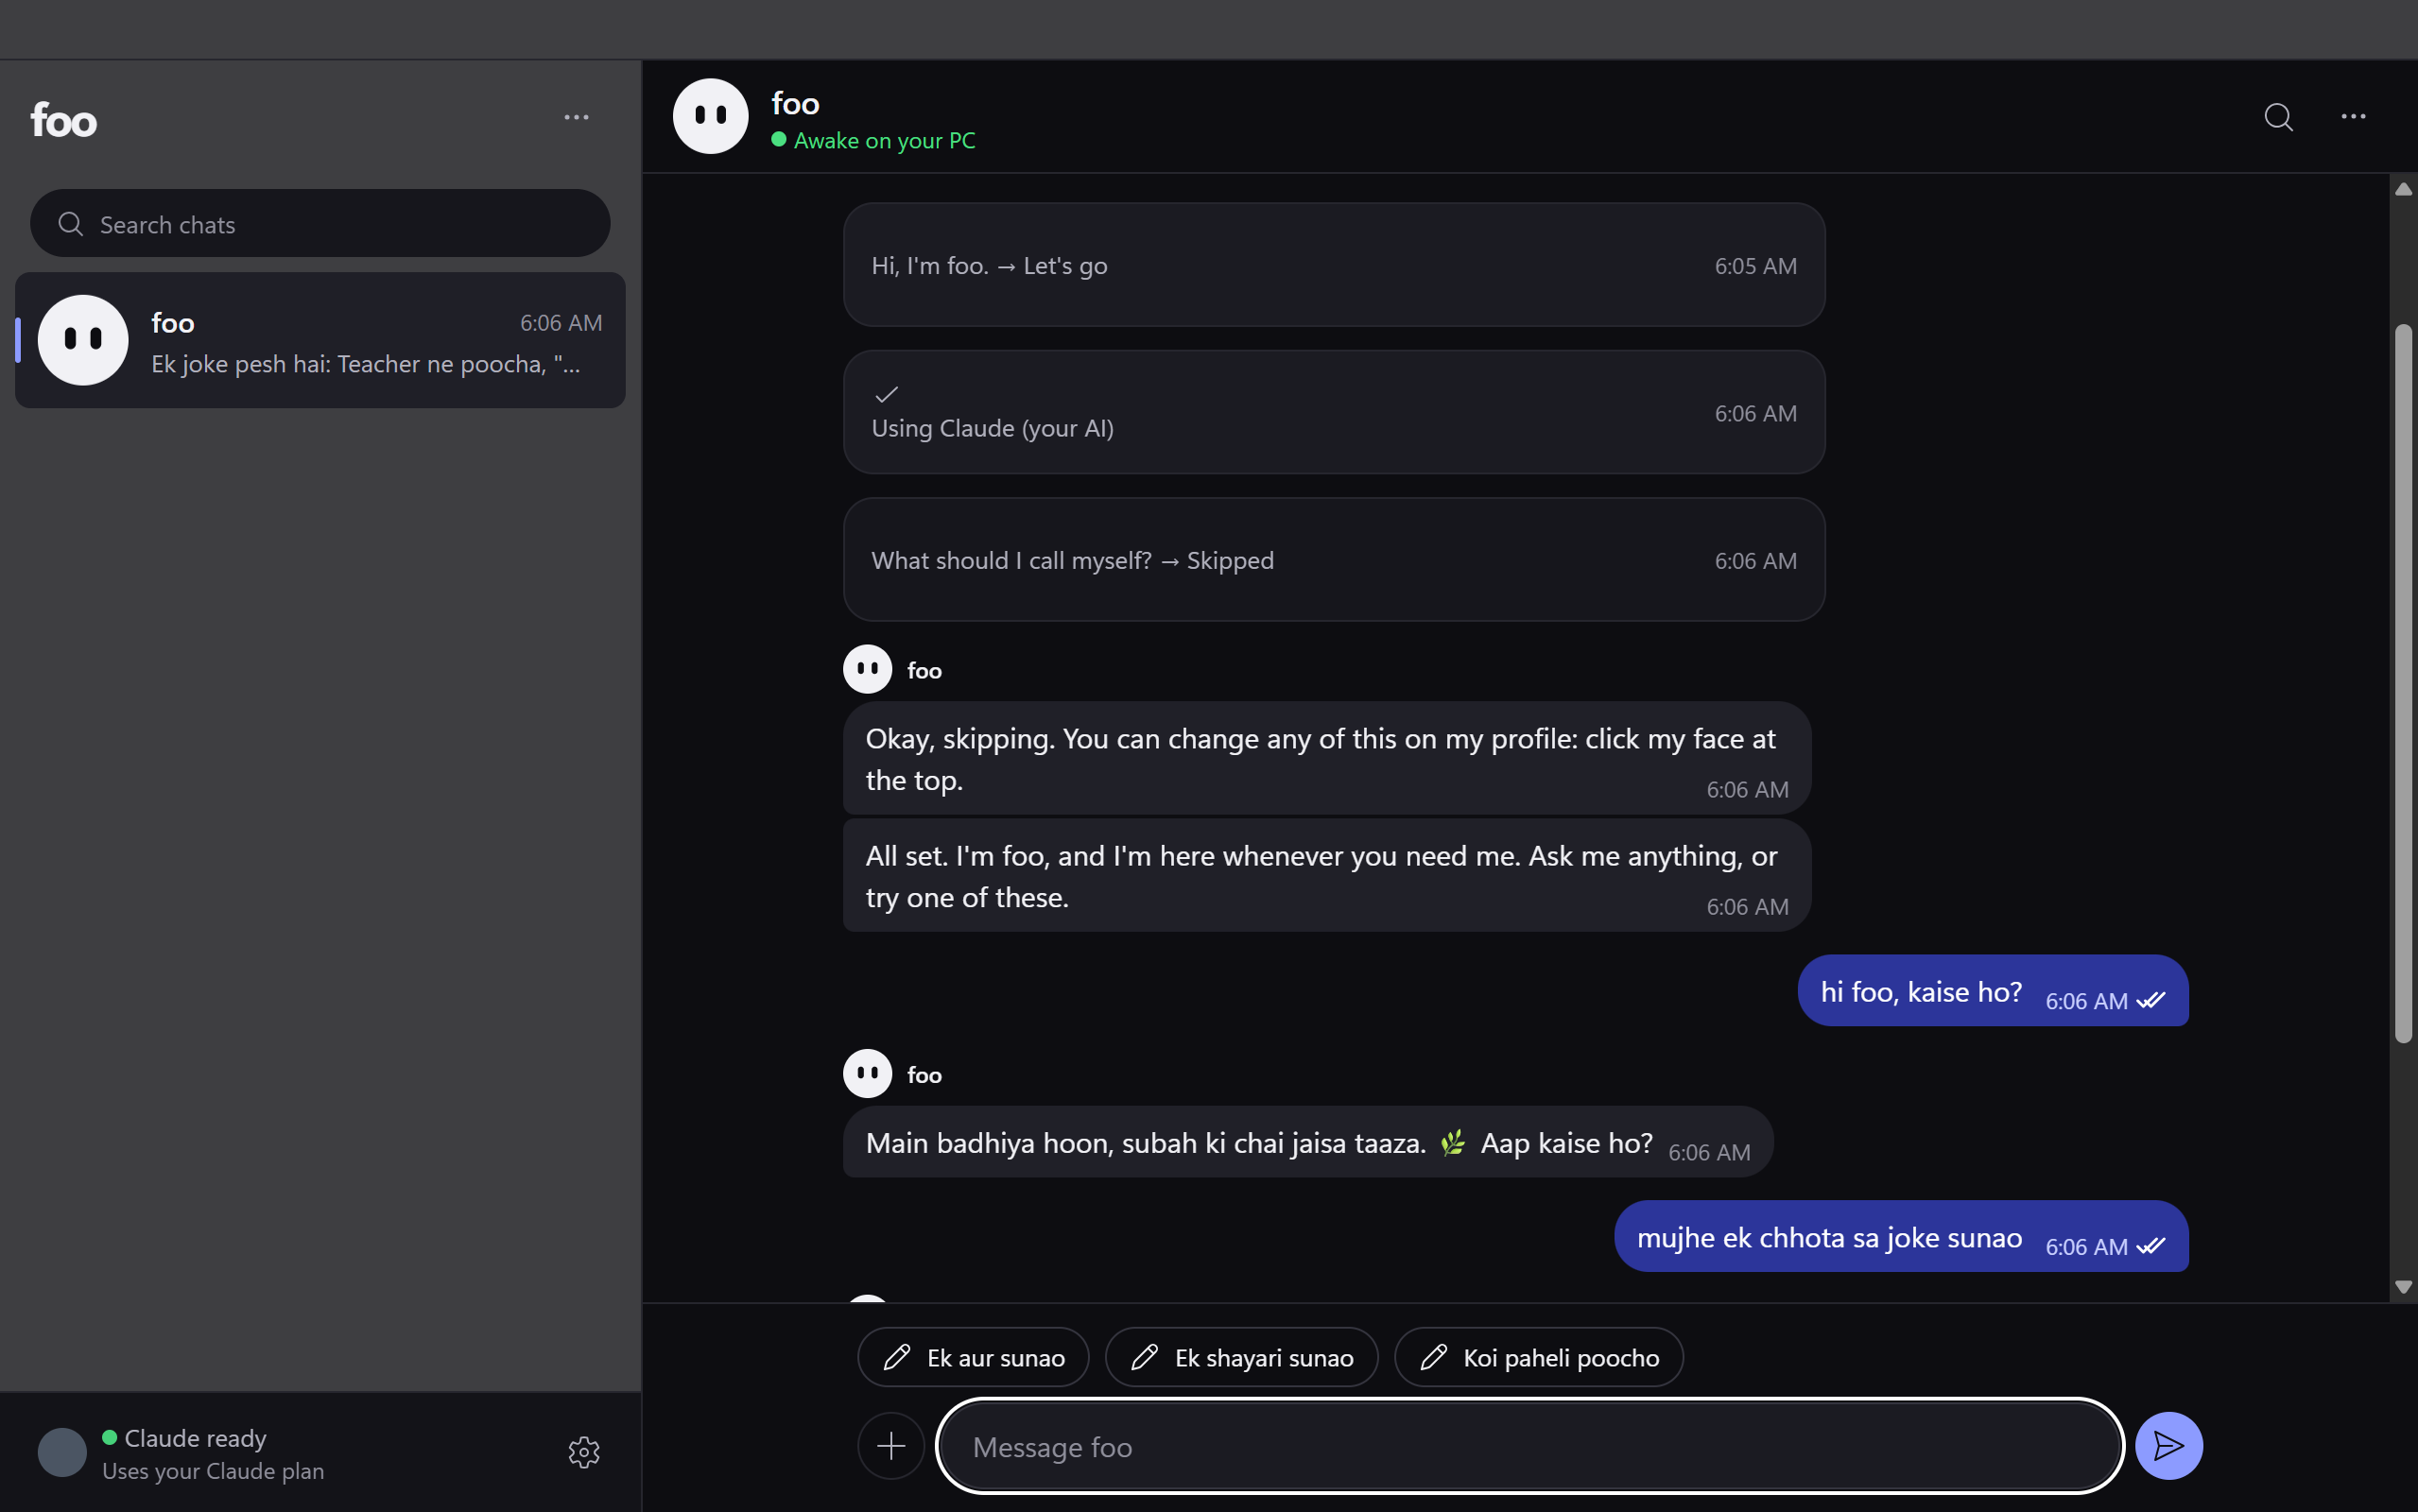 foo
Search chats
foo
6:06 AM
Ek joke pesh hai: Teacher ne poocha, "...
Claude ready
Uses your Claude plan
foo
Awake on your PC
Hi, I'm foo. → Let's go
6:05 AM
Using Claude (your AI)
6:06 AM
What should I call myself? → Skipped
6:06 AM
foo
Okay, skipping. You can change any of this on my profile: click my face at
the top.
6:06 AM
All set. I'm foo, and I'm here whenever you need me. Ask me anything, or
try one of these.
6:06 AM
hi foo, kaise ho?
6:06 AM
foo
Main badhiya hoon, subah ki chai jaisa taaza. 🌿 Aap kaise ho?
6:06 AM
mujhe ek chhota sa joke sunao
6:06 AM
Ek aur sunao
Ek shayari sunao
Koi paheli poocho
Message foo